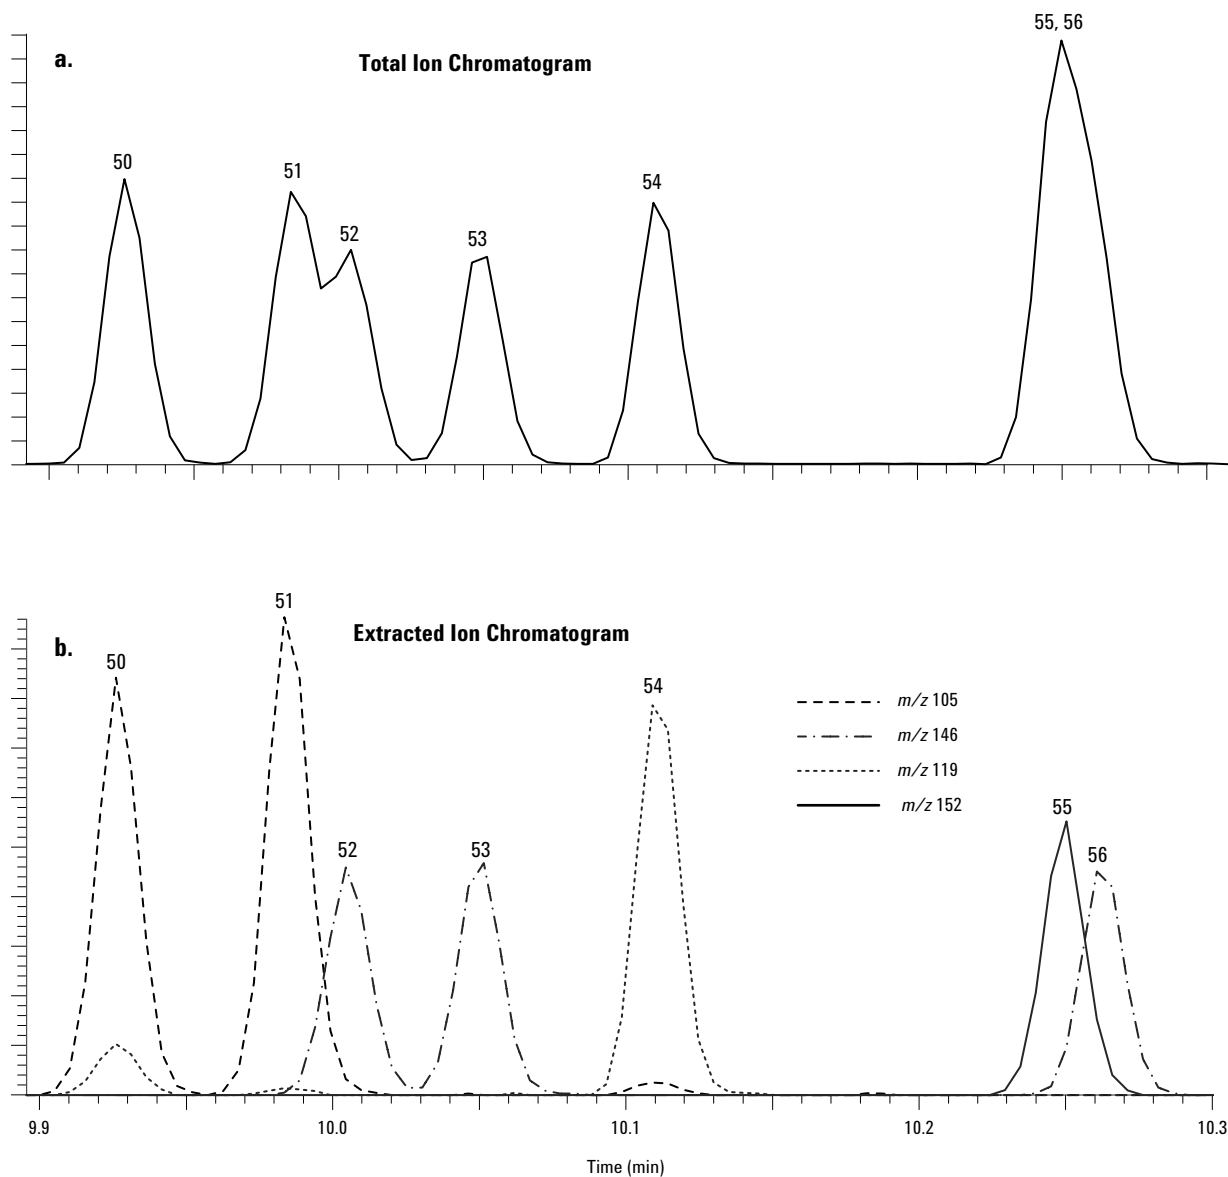 55, 56
a.
Total Ion Chromatogram
50
51
52
53
54
51
b.
Extracted Ion Chromatogram
50
54
m/z 105
m/z 146
m/z 119
m/z 152
55
52
53
56
9.9
10.0
10.1
10.2
10.3
Time (min)